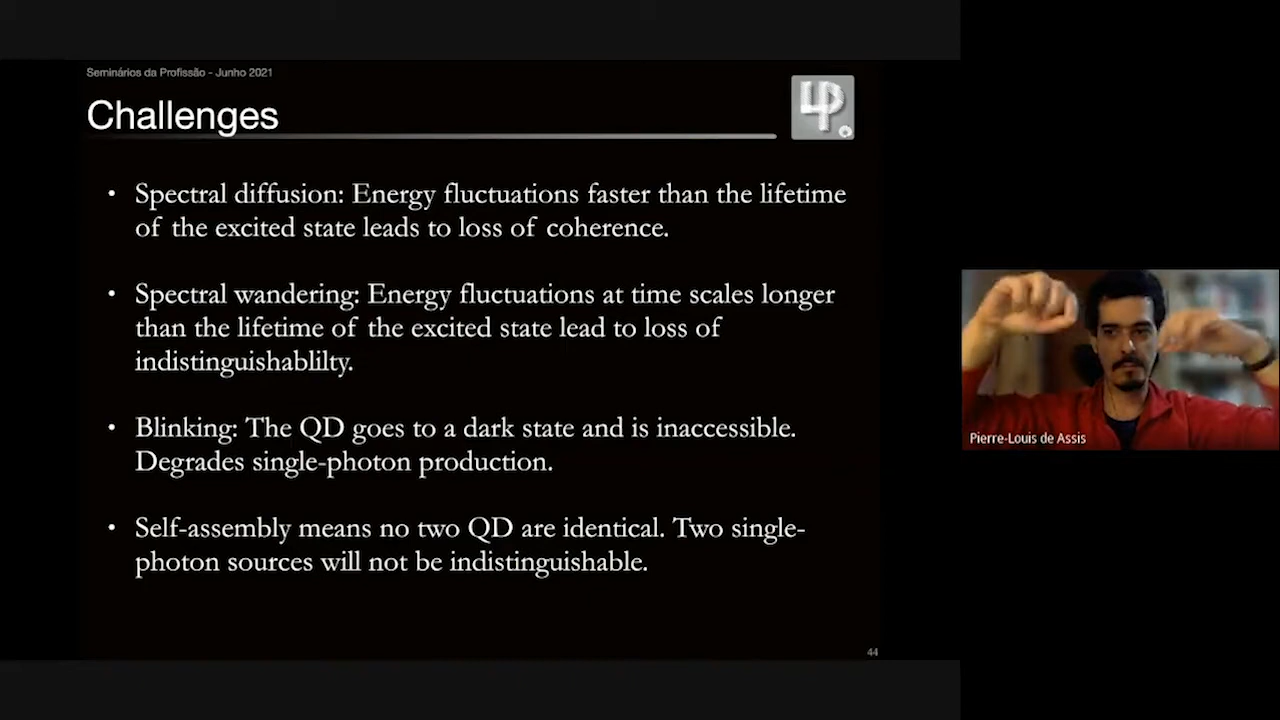 Seminários da Profissão - Junho 2021
Challenges
• Spectral diffusion: Energy fluctuations faster than the lifetime
of the excited state leads to loss of coherence.
• Spectral wandering: Energy fluctuations at time scales longer
than the lifetime of the excited state lead to loss of
indistinguishablilty.
• Blinking: The QD goes to a dark state and is inaccessible.
Degrades single-photon production.
• Self-assembly means no two QD are identical. Two single-
photon sources will not be indistinguishable.
44
Pierre-Louis de Assis